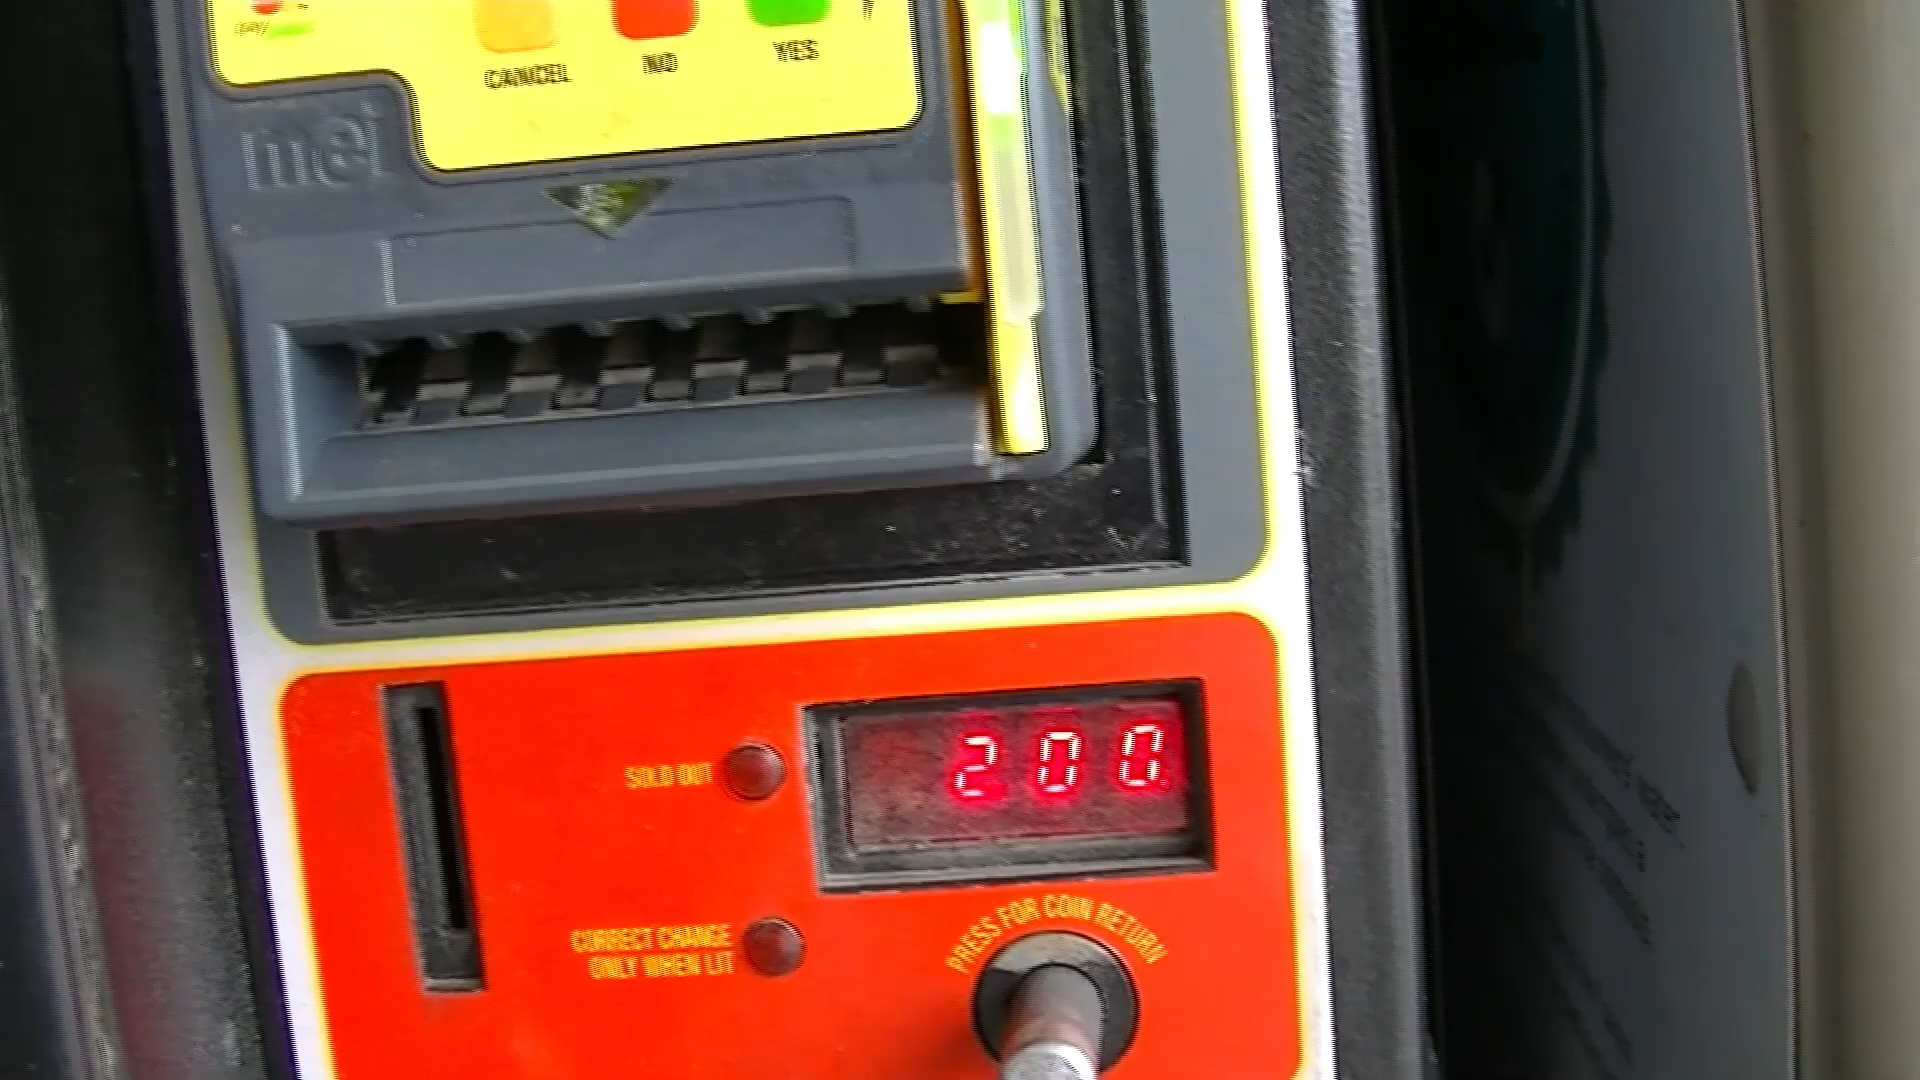 CANCEL
NO
YES
mei
200
SOLD OUT
PRESS FOR COIN RETURN
CORRECT CHANGE
ONLY WHEN LIT